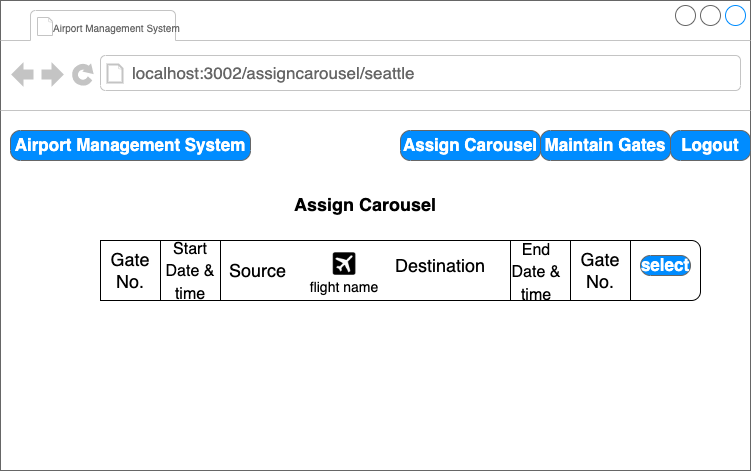 Airport Management System
localhost:3002/assigncarousel/seattle
Airport Management System
Assign Carousel
Maintain Gates
Logout
Assign Carousel
Gate
No.
Start
Date &
time
Source
flight name
Destination
End
Date &
time
Gate
No.
select